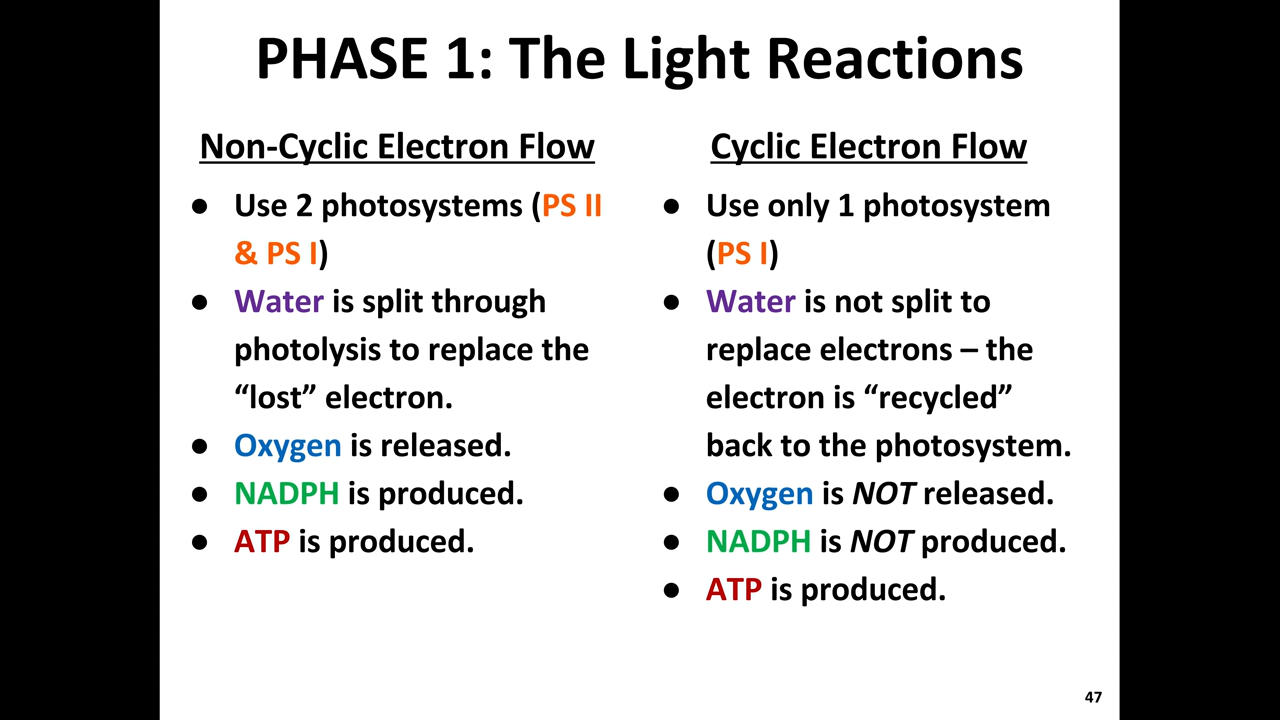 PHASE 1: The Light Reactions
Non-Cyclic Electron Flow
● Use 2 photosystems (PS II
& PS I)
● Water is split through
photolysis to replace the
“lost” electron.
● Oxygen is released.
● NADPH is produced.
● ATP is produced.
Cyclic Electron Flow
● Use only 1 photosystem
(PS I)
● Water is not split to
replace electrons – the
electron is “recycled”
back to the photosystem.
● Oxygen is NOT released.
● NADPH is NOT produced.
● ATP is produced.
47